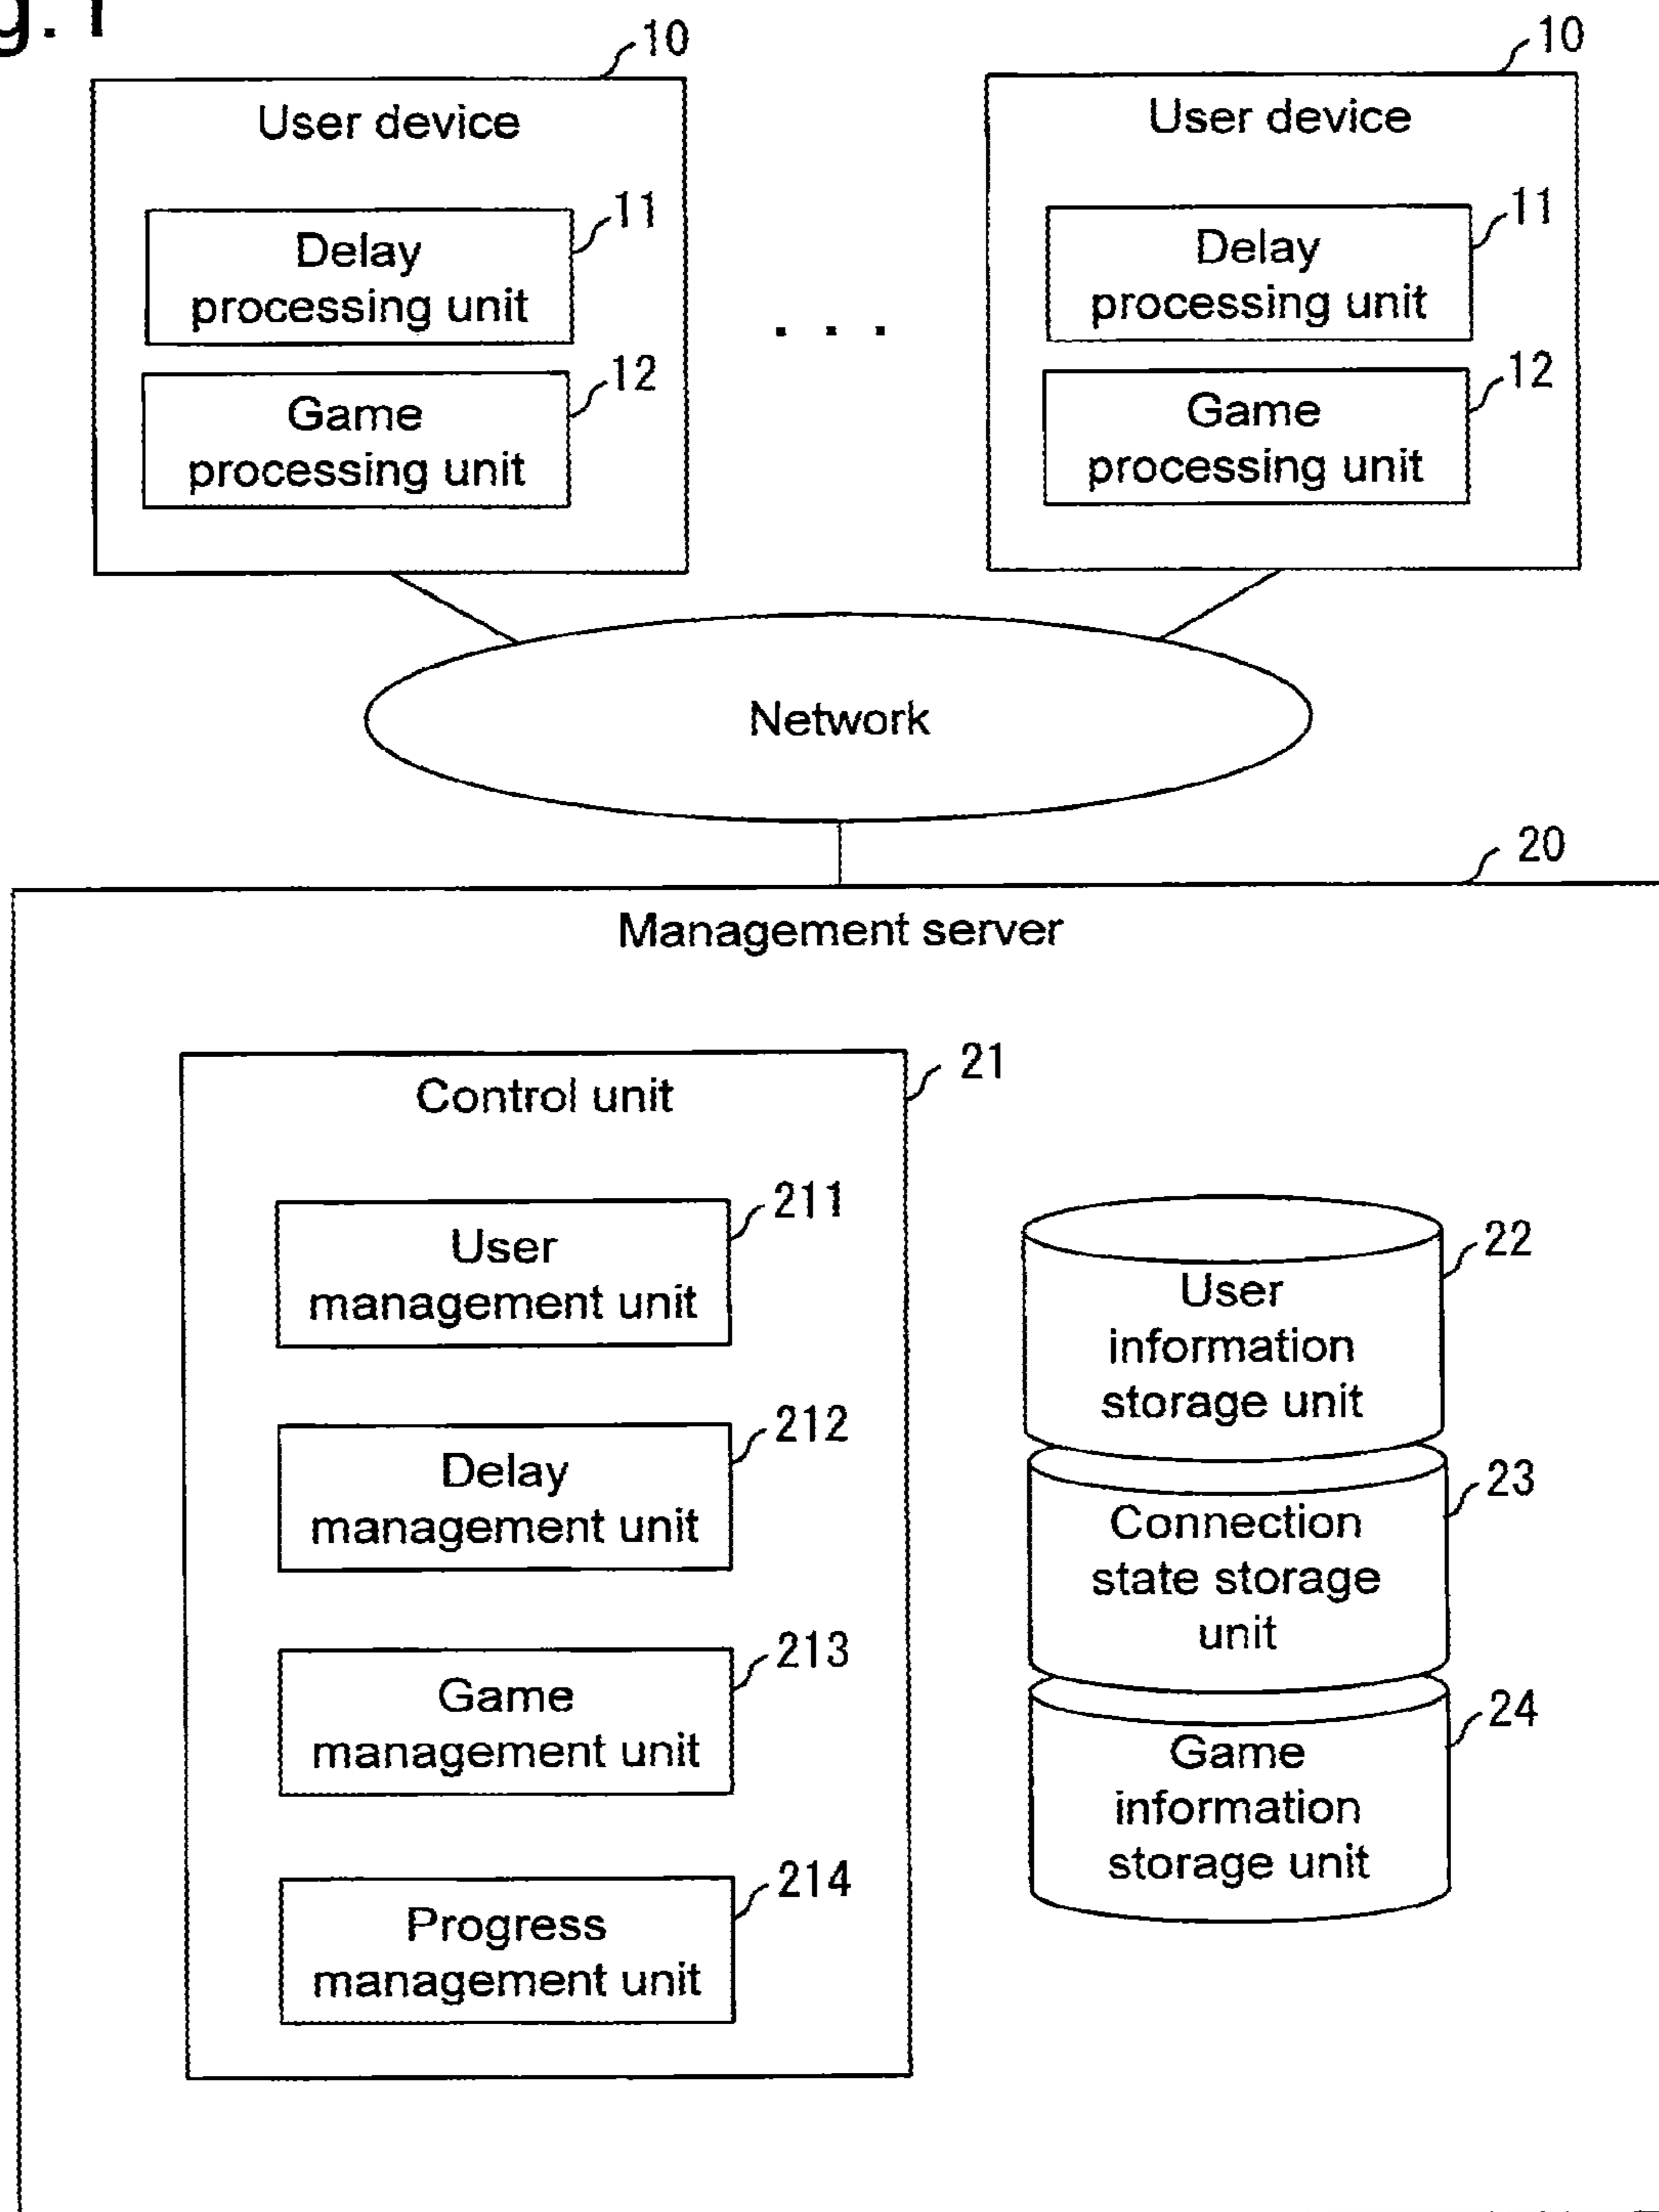 g.1
10
User device
11
Delay
processing unit
12
Game
processing unit
. . .
10
User device
11
Delay
processing unit
12
Game
processing unit
Network
20
Management server
21
Control unit
211
User
management unit
212
Delay
management unit
213
Game
management unit
214
Progress
management unit
22
User
information
storage unit
23
Connection
state storage
unit
24
Game
information
storage unit